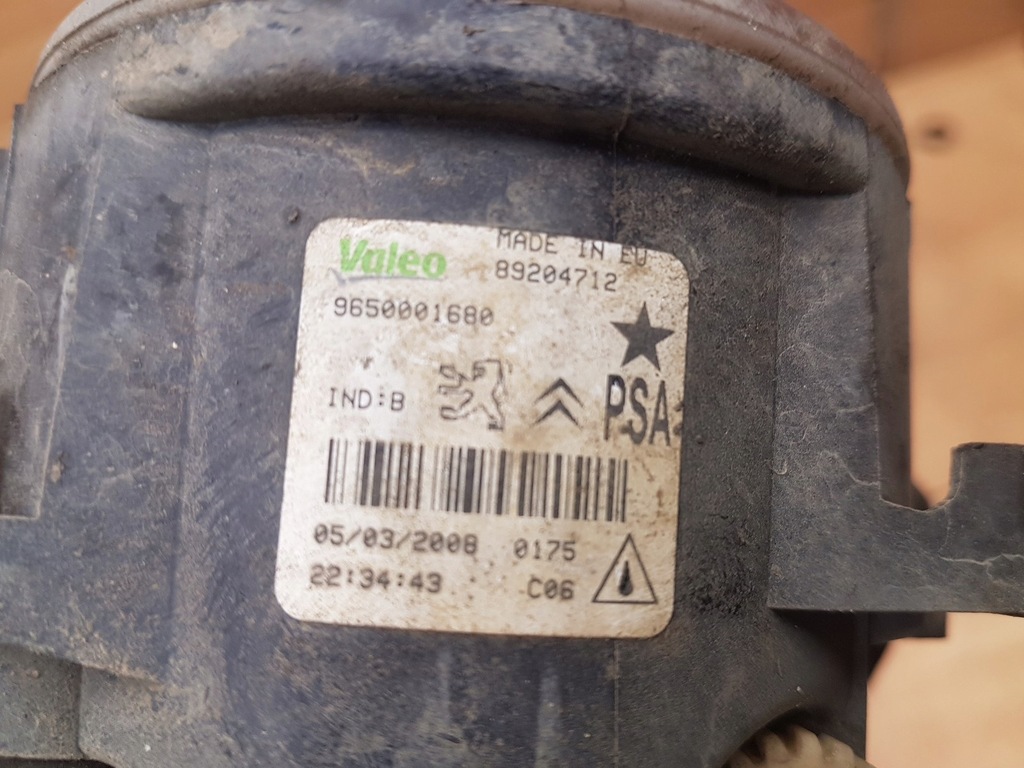 Valeo MADE IN EU
89204712
9650001680
IND:B PSA
05/03/2008 0175
22:34:43 C06